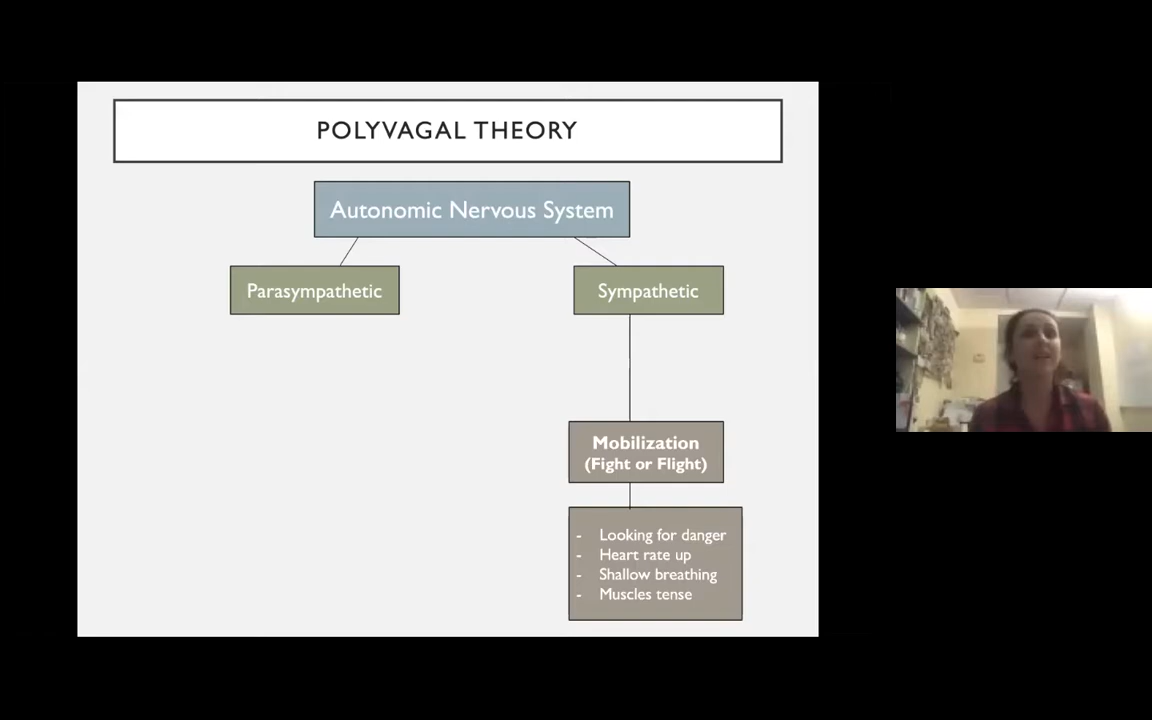 POLYVAGAL THEORY
Autonomic Nervous System
Parasympathetic
Sympathetic
Mobilization
(Fight or Flight)
- Looking for danger
- Heart rate up
- Shallow breathing
- Muscles tense